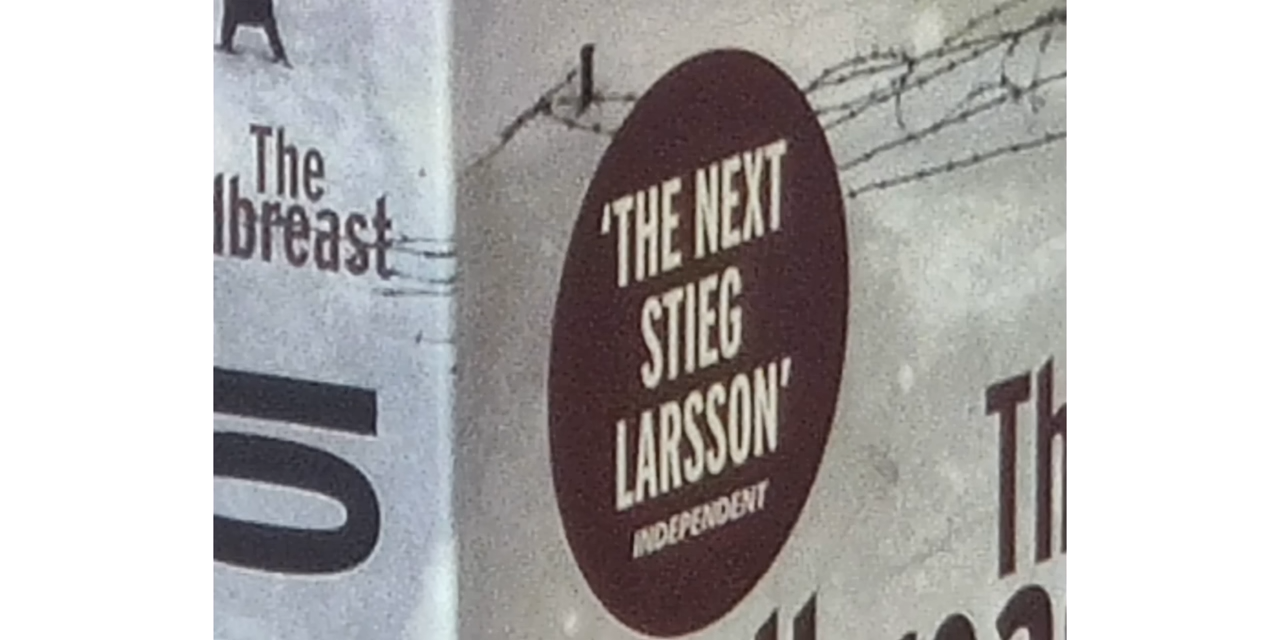 The
lbreast
'THE NEXT
STIEG
LARSSON'
INDEPENDENT
Th